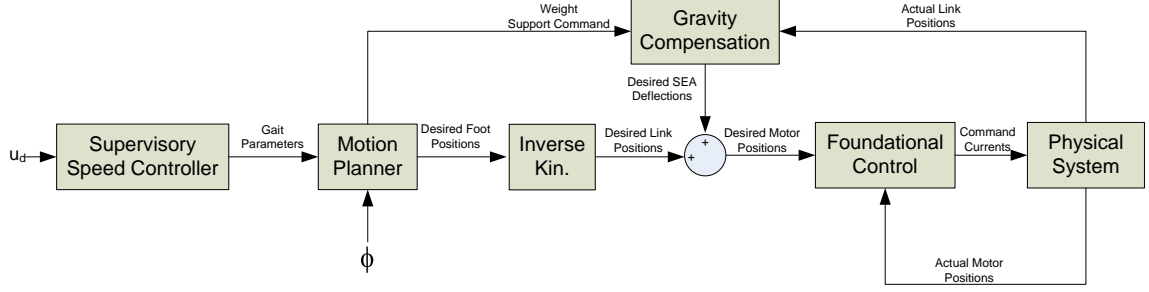 Weight
Support Command
Gravity
Compensation
Actual Link
Positions
Desired SEA
Deflections
u_d
Supervisory
Speed Controller
Gait
Parameters
Motion
Planner
Desired Foot
Positions
Inverse
Kin.
Desired Link
Positions
+
+
Desired Motor
Positions
Foundational
Control
Command
Currents
Physical
System
ϕ
Actual Motor
Positions